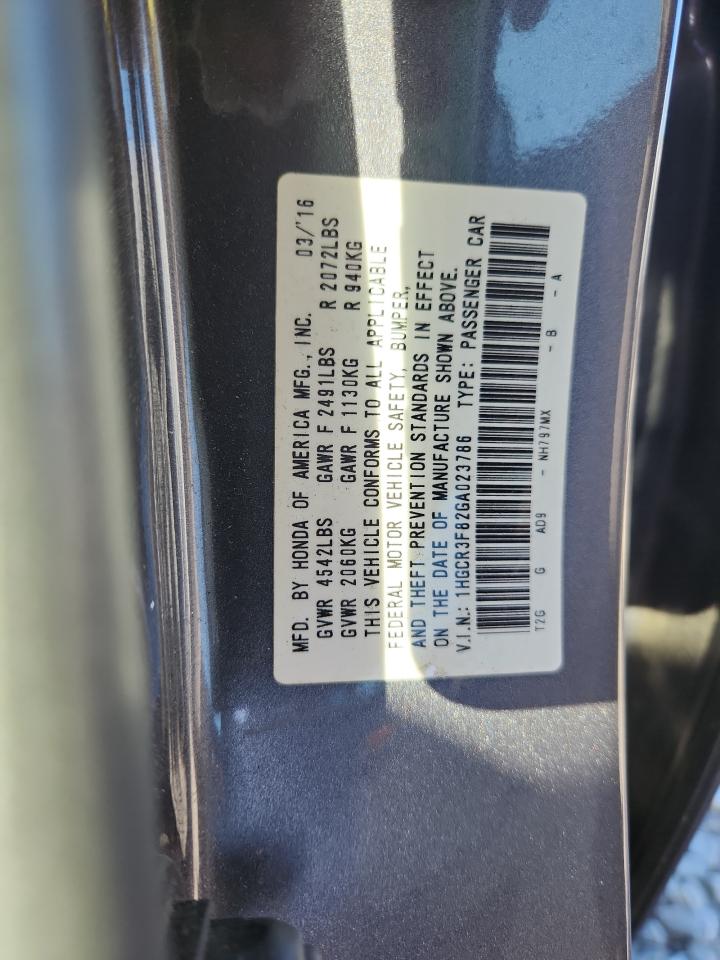 MFD. BY HONDA OF AMERICA MFG., INC. 03/'16
GVWR 4542LBS GAWR F 2491LBS R 2072LBS
GVWR 2060KG GAWR F 1130KG R 940KG
THIS VEHICLE CONFORMS TO ALL APPLICABLE
FEDERAL MOTOR VEHICLE SAFETY, BUMPER,
AND THEFT PREVENTION STANDARDS IN EFFECT
ON THE DATE OF MANUFACTURE SHOWN ABOVE.
V.I.N.: 1HGCR3F82GA023786 TYPE: PASSENGER CAR
T2G G AD9 - NH797MX - B - A